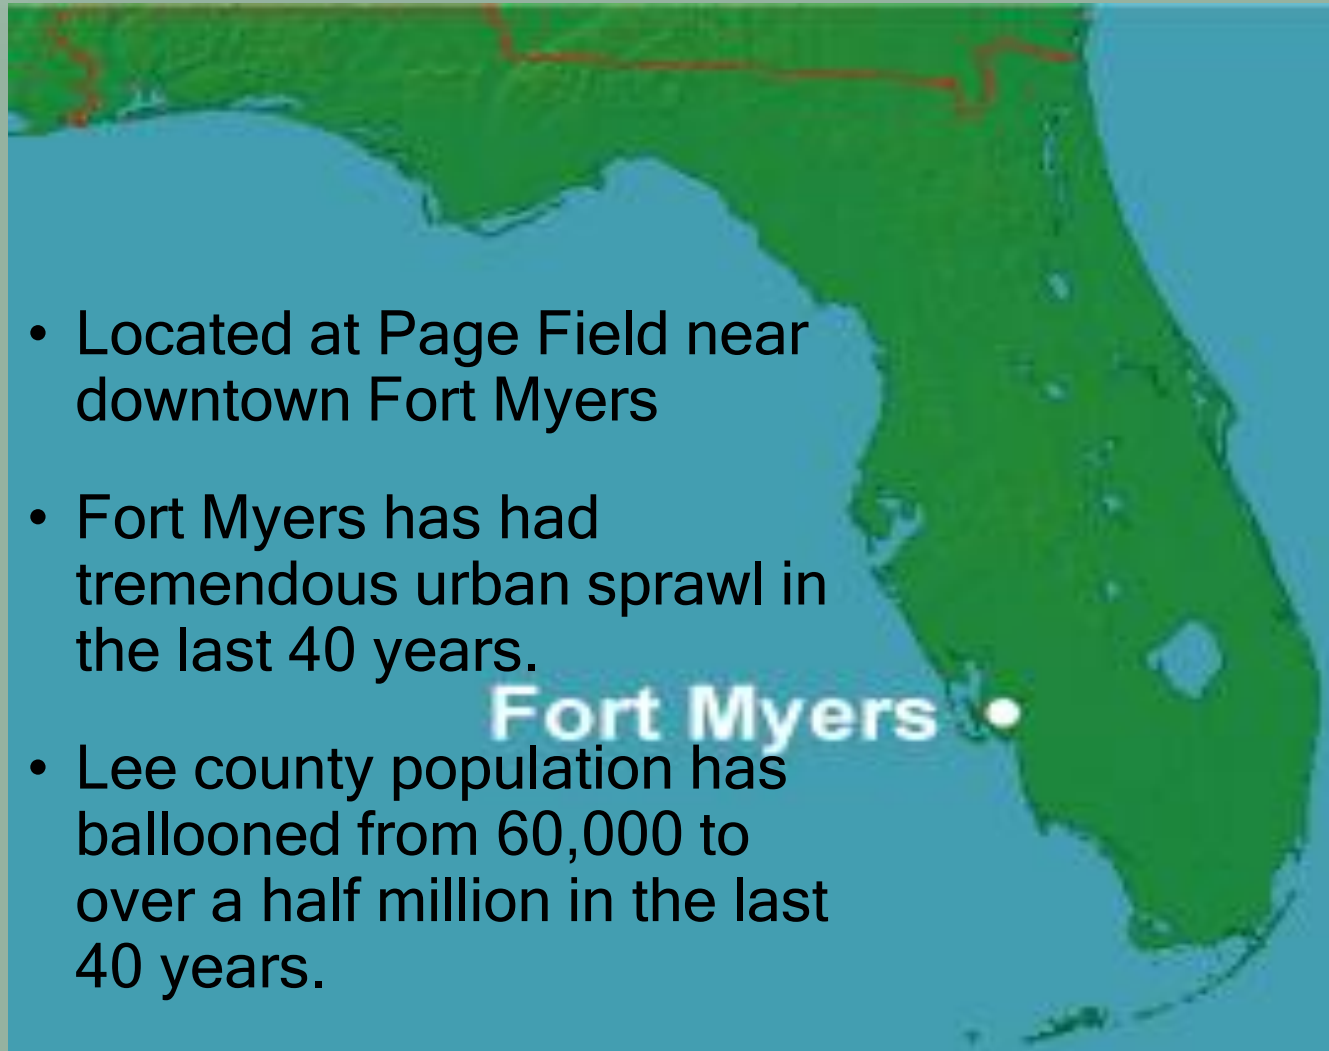 • Located at Page Field near
downtown Fort Myers
• Fort Myers has had
tremendous urban sprawl in
the last 40 years.
Fort Myers
• Lee county population has
ballooned from 60,000 to
over a half million in the last
40 years.